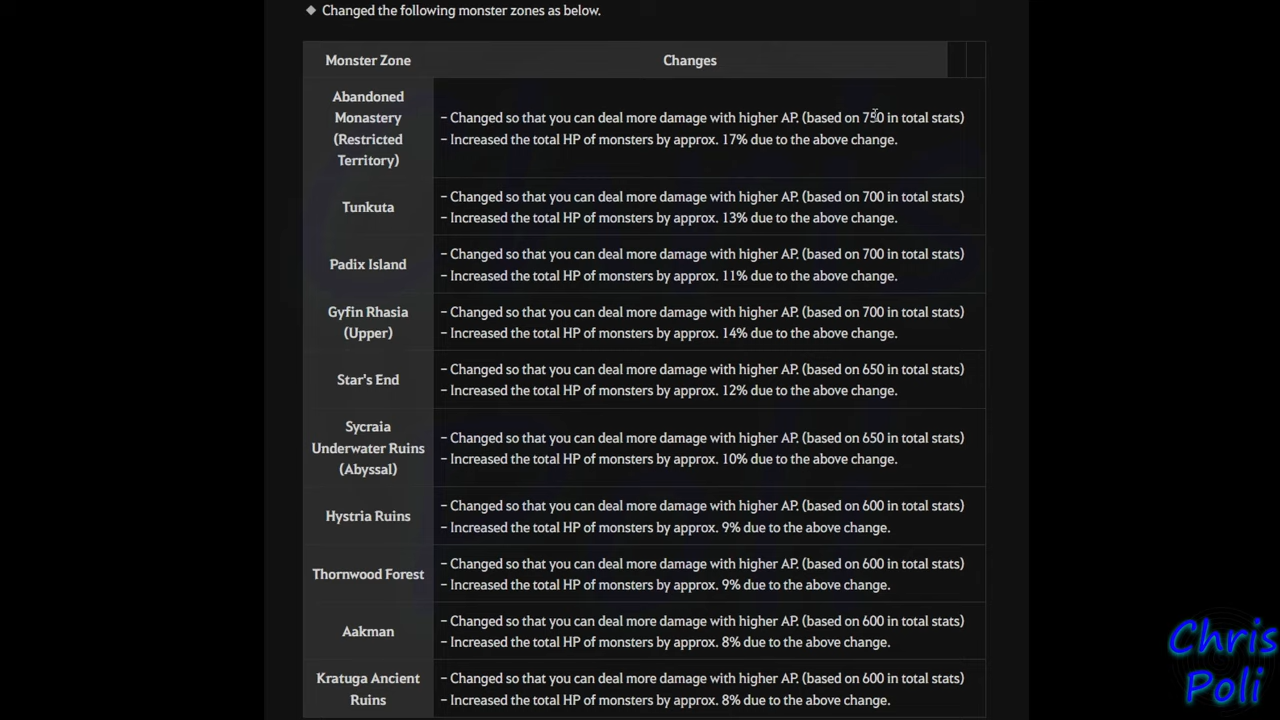 ◆ Changed the following monster zones as below.
Monster Zone
Changes
Abandoned
Monastery
(Restricted
Territory)
- Changed so that you can deal more damage with higher AP. (based on 750 in total stats)
- Increased the total HP of monsters by approx. 17% due to the above change.
Tunkuta
- Changed so that you can deal more damage with higher AP. (based on 700 in total stats)
- Increased the total HP of monsters by approx. 13% due to the above change.
Padix Island
- Changed so that you can deal more damage with higher AP. (based on 700 in total stats)
- Increased the total HP of monsters by approx. 11% due to the above change.
Gyfin Rhasia
(Upper)
- Changed so that you can deal more damage with higher AP. (based on 700 in total stats)
- Increased the total HP of monsters by approx. 14% due to the above change.
Star's End
- Changed so that you can deal more damage with higher AP. (based on 650 in total stats)
- Increased the total HP of monsters by approx. 12% due to the above change.
Sycraia
Underwater Ruins
(Abyssal)
- Changed so that you can deal more damage with higher AP. (based on 650 in total stats)
- Increased the total HP of monsters by approx. 10% due to the above change.
Hystria Ruins
- Changed so that you can deal more damage with higher AP. (based on 600 in total stats)
- Increased the total HP of monsters by approx. 9% due to the above change.
Thornwood Forest
- Changed so that you can deal more damage with higher AP. (based on 600 in total stats)
- Increased the total HP of monsters by approx. 9% due to the above change.
Aakman
- Changed so that you can deal more damage with higher AP. (based on 600 in total stats)
- Increased the total HP of monsters by approx. 8% due to the above change.
Kratuga Ancient
Ruins
- Changed so that you can deal more damage with higher AP. (based on 600 in total stats)
- Increased the total HP of monsters by approx. 8% due to the above change.
Chris
Poli